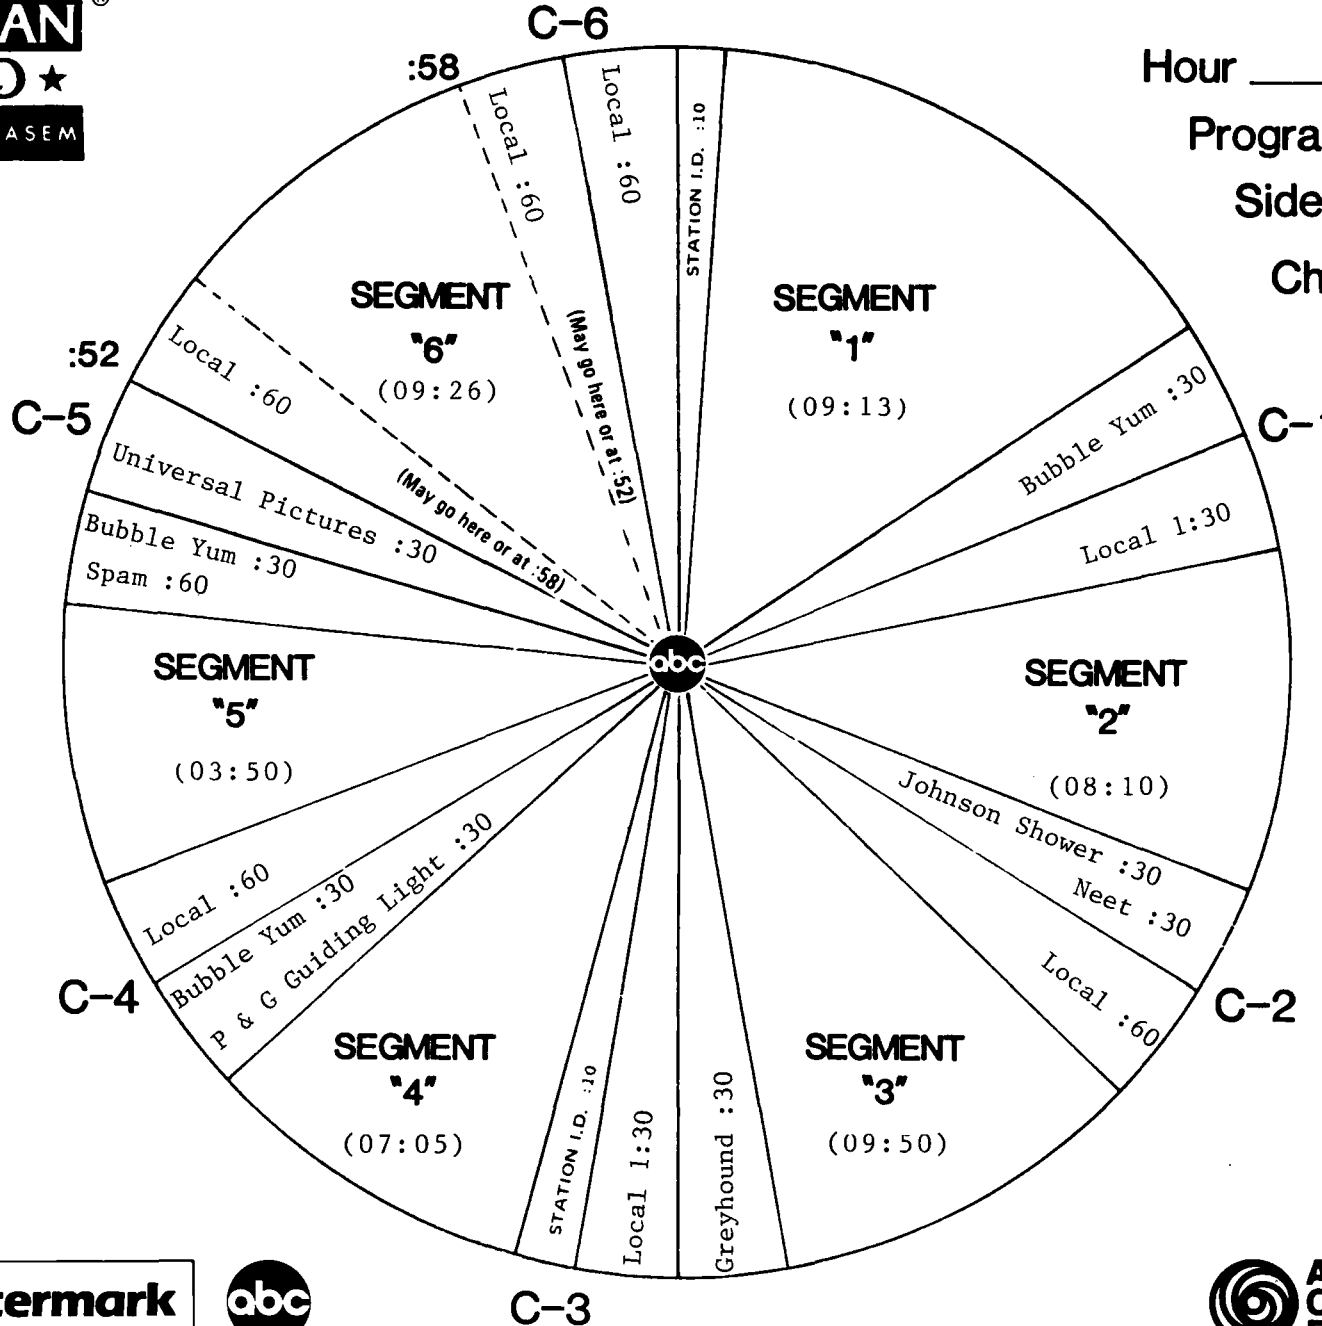 AN®
ASEM
C-6
:58
Hour
Progra
Side
Ch
Local :60
Local :60
STATION I.D. :10
(May go here or at :52)
SEGMENT
"6"
(09:26)
SEGMENT
"1"
(09:13)
:52
C-5
Local :60
(May go here or at :58)
Universal Pictures :30
Bubble Yum :30
Spam :60
Bubble Yum :30
C-1
Local 1:30
abc
SEGMENT
"5"
(03:50)
SEGMENT
"2"
(08:10)
Johnson Shower :30
Neet :30
C-2
Local :60
Local :60
C-4
Bubble Yum :30
P & G Guiding Light :30
SEGMENT
"4"
(07:05)
STATION I.D. :10
Local 1:30
Greyhound :30
SEGMENT
"3"
(09:50)
C-3
termark
abc